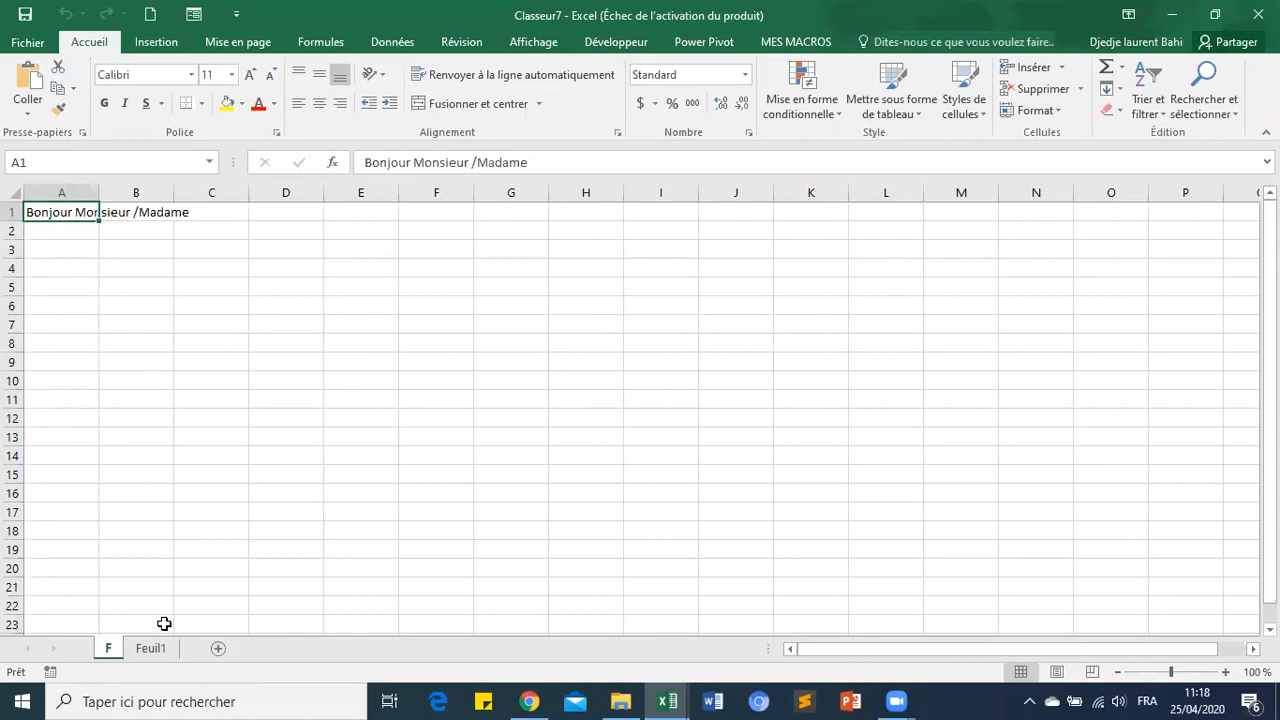 Classeur7 - Excel (Échec de l'activation du produit)
Fichier Accueil Insertion Mise en page Formules Données Révision Affichage Développeur Power Pivot MES MACROS Dites-nous ce que vous voulez faire.. Djedje laurent Bahi Partager
Coller
Presse-papiers
Calibri 11
G I S
Police
Renvoyer à la ligne automatiquement
Fusionner et centrer
Alignement
Standard
$ % 000
Nombre
Mise en forme conditionnelle
Mettre sous forme de tableau
Styles de cellules
Style
Insérer
Supprimer
Format
Cellules
Trier et filtrer
Rechercher et sélectionner
Édition
A1 fx Bonjour Monsieur /Madame
A B C D E F G H I J K L M N O P
1 Bonjour Monsieur /Madame
2
3
4
5
6
7
8
9
10
11
12
13
14
15
16
17
18
19
20
21
22
23
F Feuil1
Prêt 100 %
Taper ici pour rechercher
FRA
11:18
25/04/2020
6